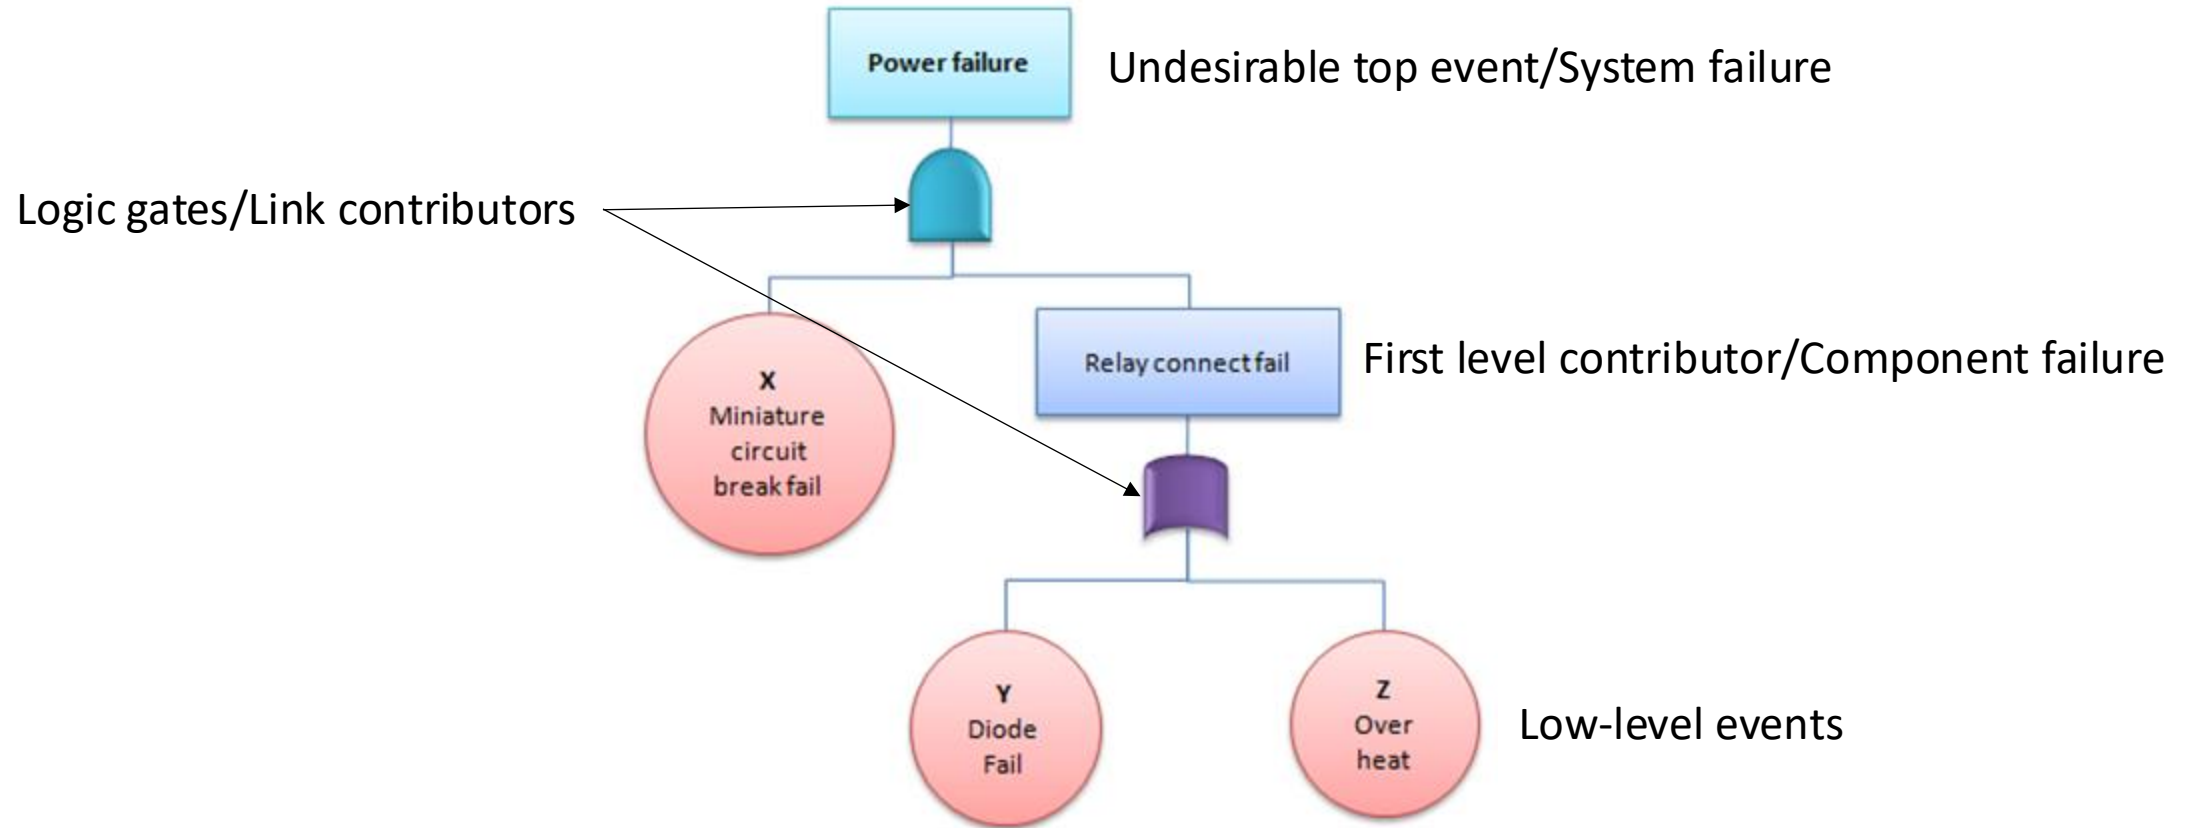 Power failure
Undesirable top event/System failure
Logic gates/Link contributors
X
Miniature
circuit
break fail
Relay connect fail
First level contributor/Component failure
Y
Diode
Fail
Z
Over
heat
Low-level events